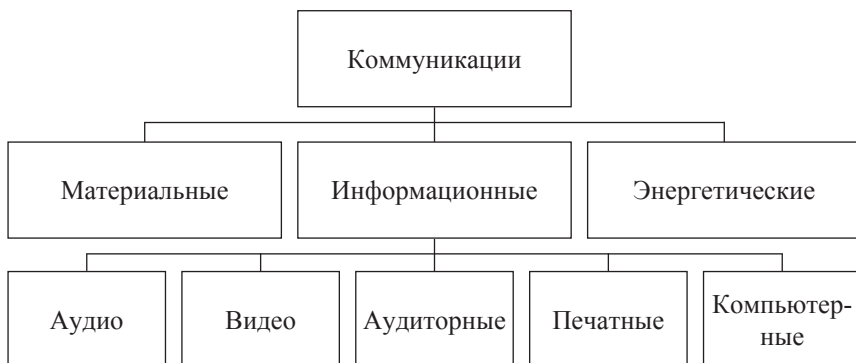 Коммуникации
Материальные
Информационные
Энергетические
Аудио
Видео
Аудиторные
Печатные
Компьютер-
ные